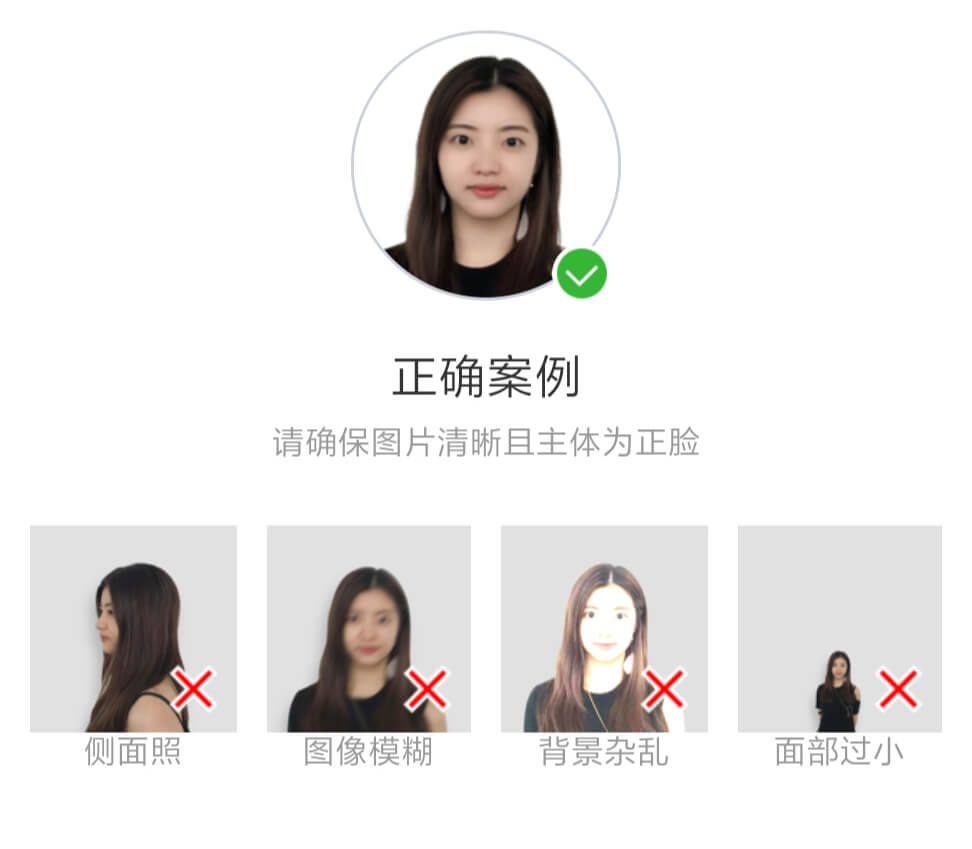 正确案例
请确保图片清晰且主体为正脸
侧面照
图像模糊
背景杂乱
面部过小